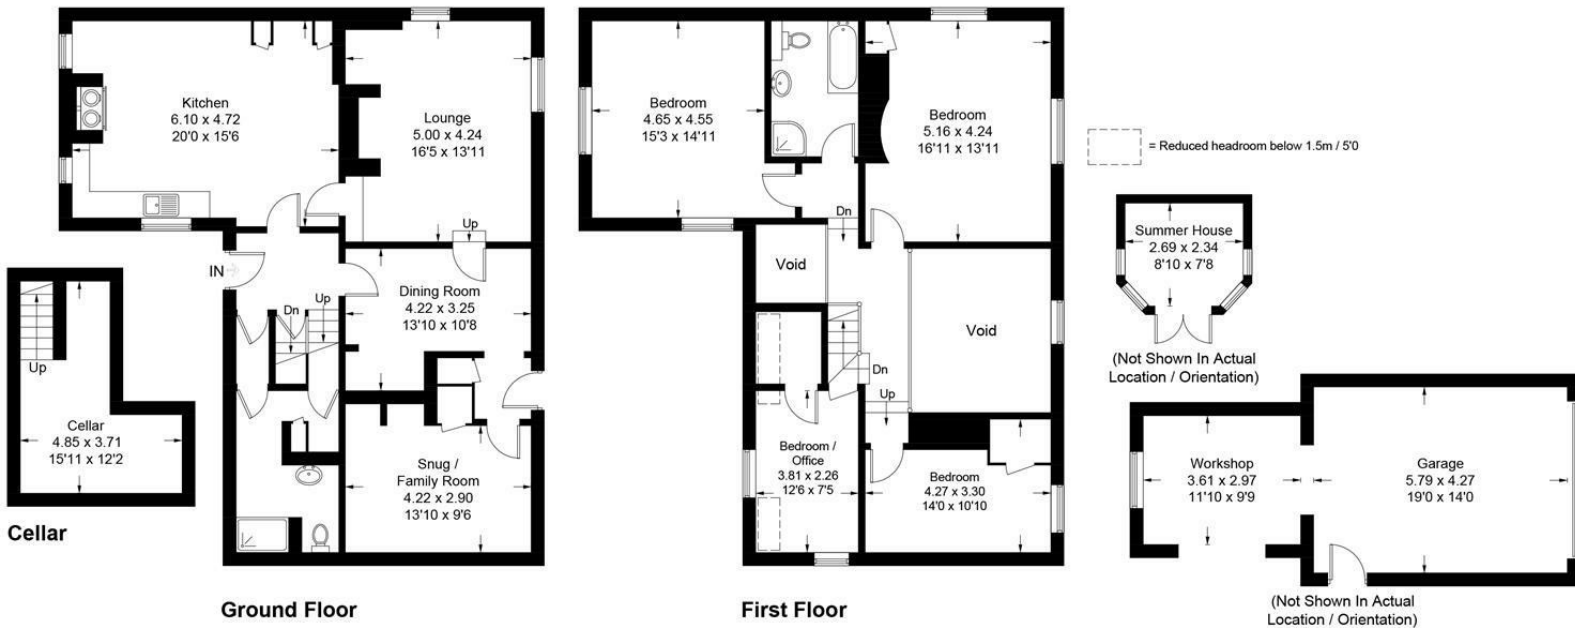 Kitchen
6.10 x 4.72
20'0 x 15'6
Lounge
5.00 x 4.24
16'5 x 13'11
Up
IN
Dining Room
4.22 x 3.25
13'10 x 10'8
Dn
Up
Snug /
Family Room
4.22 x 2.90
13'10 x 9'6
Up
Cellar
4.85 x 3.71
15'11 x 12'2
Cellar
Ground Floor
Bedroom
4.65 x 4.55
15'3 x 14'11
Bedroom
5.16 x 4.24
16'11 x 13'11
Dn
Void
Void
Dn
Up
Bedroom /
Office
3.81 x 2.26
12'6 x 7'5
Bedroom
4.27 x 3.30
14'0 x 10'10
First Floor
= Reduced headroom below 1.5m / 5'0
Summer House
2.69 x 2.34
8'10 x 7'8
(Not Shown In Actual
Location / Orientation)
Workshop
3.61 x 2.97
11'10 x 9'9
Garage
5.79 x 4.27
19'0 x 14'0
(Not Shown In Actual
Location / Orientation)